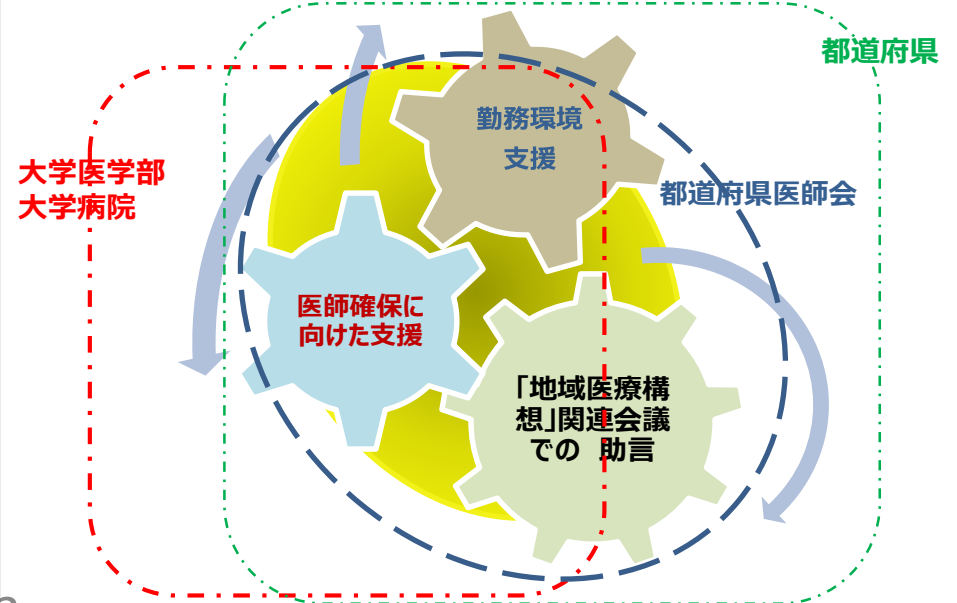 都道府県
勤務環境
支援
大学医学部
大学病院
都道府県医師会
医師確保に
向けた支援
「地域医療構
想」関連会議
での 助言